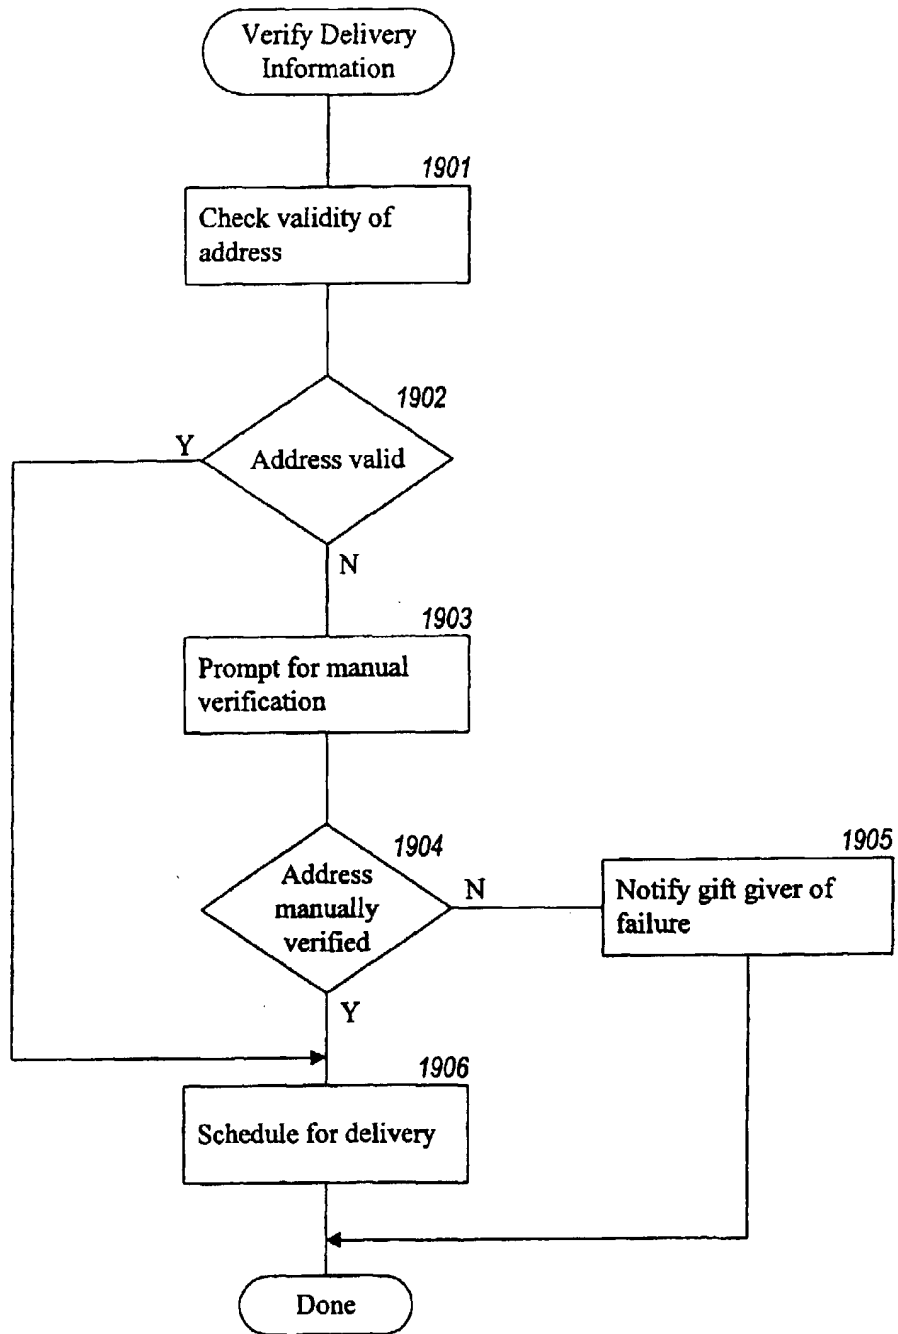 Verify Delivery
Information
1901
Check validity of
address
1902
Y
Address valid
N
1903
Prompt for manual
verification
1904
Address
manually
verified
N
1905
Notify gift giver of
failure
Y
1906
Schedule for delivery
Done